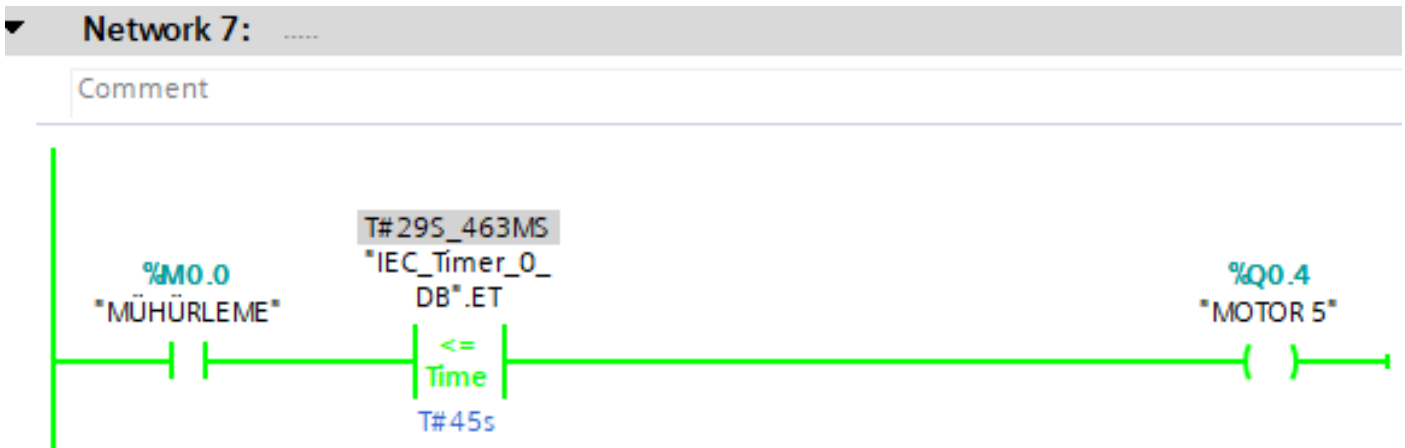 Network 7: .....
Comment
T#29S_463MS
%M0.0
"IEC_Timer_0_
DB".ET
%Q0.4
"MÜHÜRLEME"
"MOTOR 5"
<=
Time
T#45s